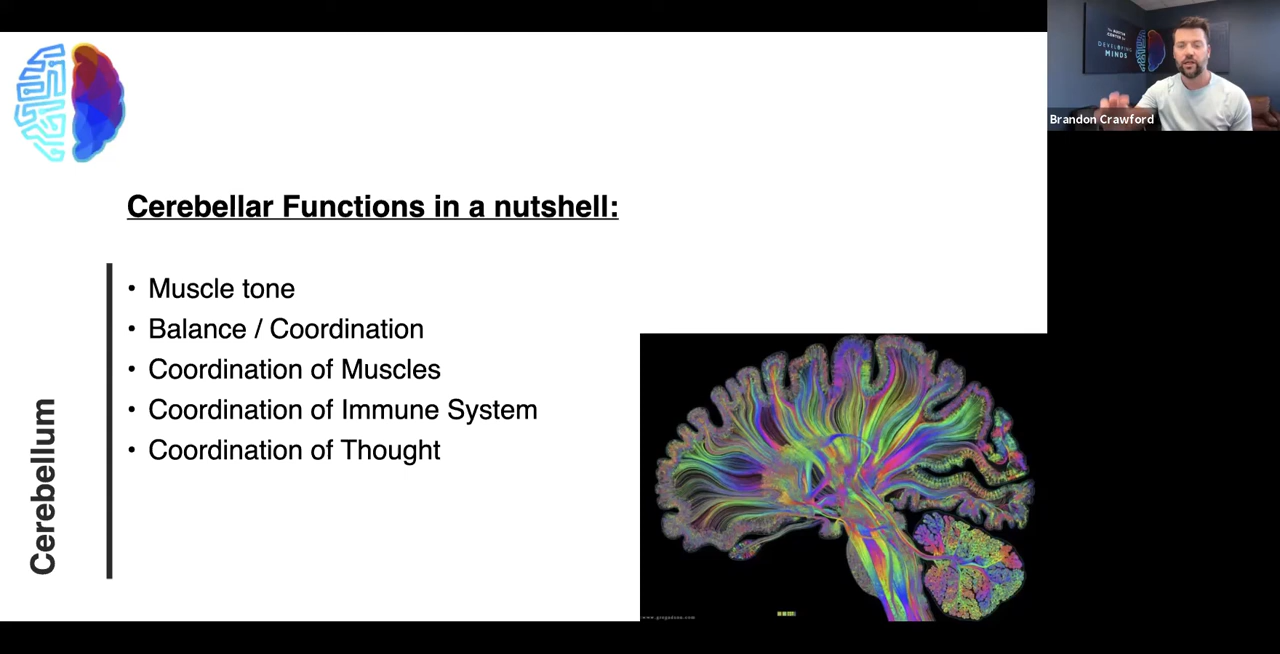 Cerebellar Functions in a nutshell:
• Muscle tone
• Balance / Coordination
• Coordination of Muscles
• Coordination of Immune System
• Coordination of Thought
Cerebellum
DEVELOPING
MINDS
Brandon Crawford